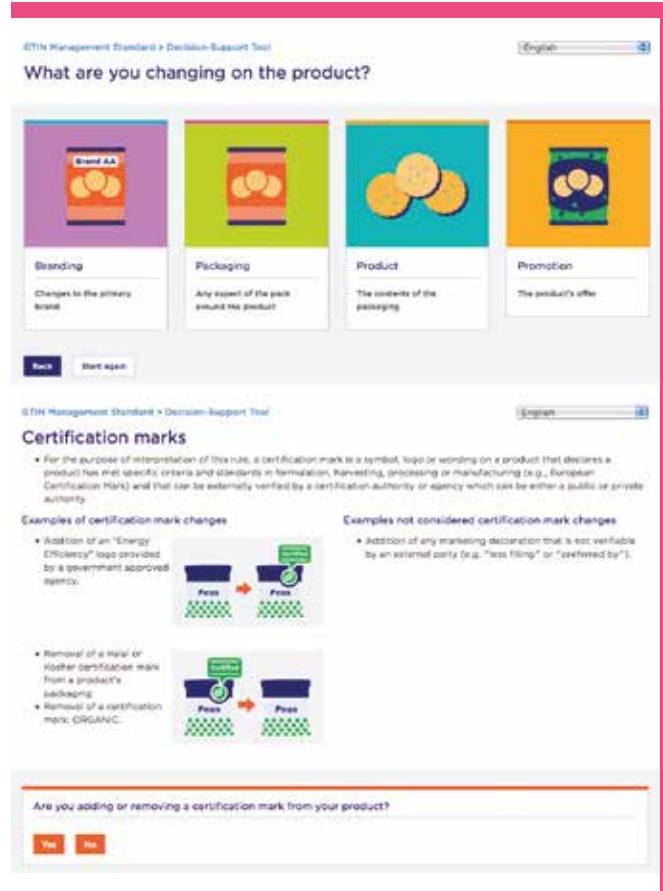 GTIN Management Standard > Decision-Support Tool
English
What are you changing on the product?
Brand AA
Branding
Packaging
Product
Promotion
Changes to the primary
brand
Any aspect of the pack
around the product
The contents of the
packaging
The product's offer
Back
Start again
GTIN Management Standard > Decision-Support Tool
English
Certification marks
• For the purpose of interpretation of this rule, a certification mark is a symbol, logo or wording on a product that declares a
product has met specific criteria and standards in formulation, harvesting, processing or manufacturing (e.g., European
Certification Mark) and that can be externally verified by a certification authority or agency which can be either a public or private
authority.
Examples of certification mark changes
• Addition of an "Energy
Efficiency" logo provided
by a government approved
agency.
Certified
Peas
Peas
• Removal of a Halal or
Kosher certification mark
from a product's
packaging
• Removal of a certification
mark: ORGANIC.
Certified
Peas
Peas
Examples not considered certification mark changes
• Addition of any marketing declaration that is not verifiable
by an external party (e.g. "less filling" or "preferred by").
Are you adding or removing a certification mark from your product?
Yes
No